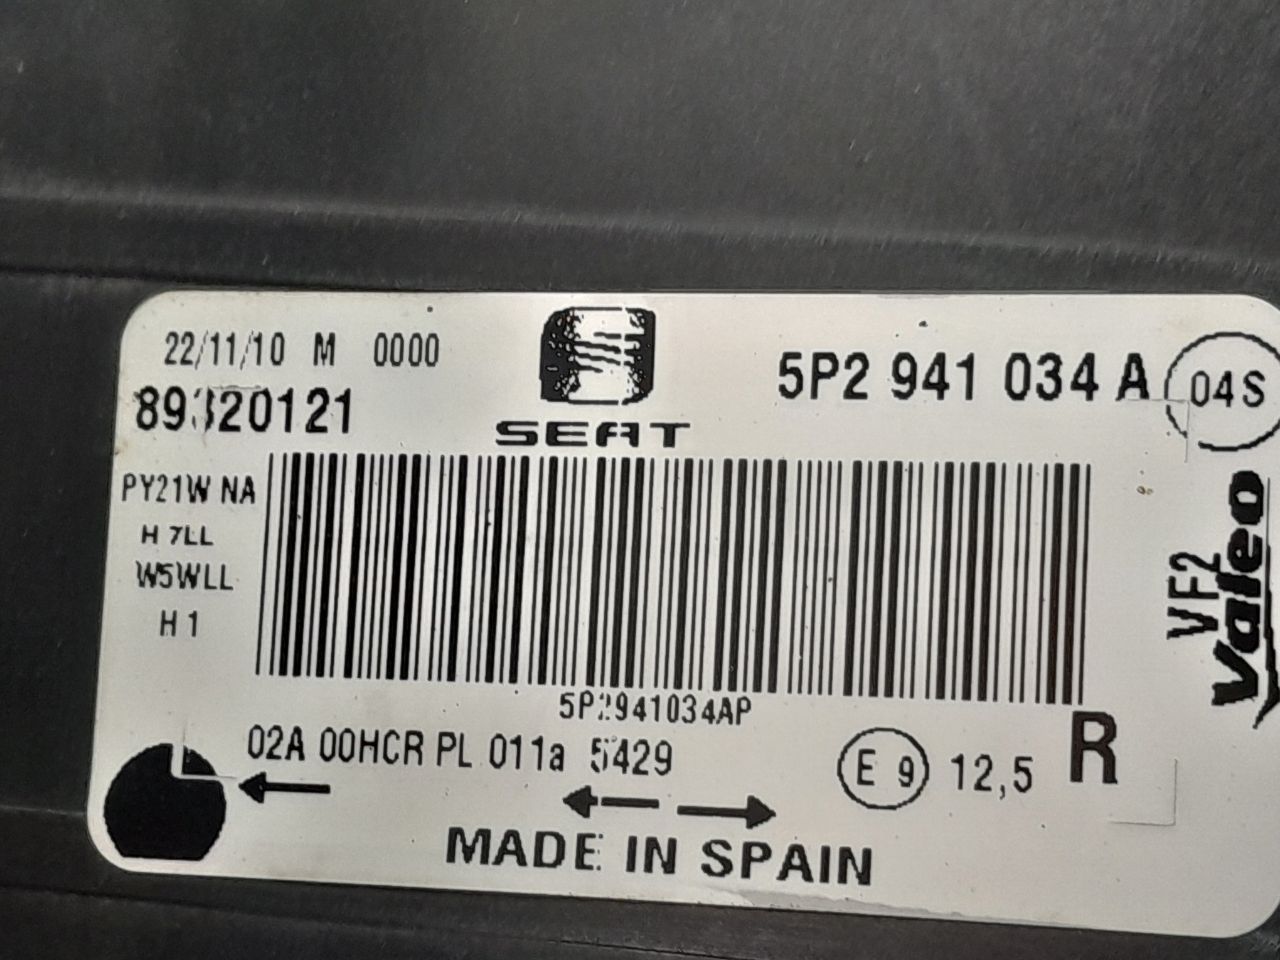 22/11/10 M 0000
89320121
SEAT
5P2 941 034 A
04S
PY21W NA
H 7LL
W5WLL
H 1
VF2
Valeo
5P2941034AP
02A 00HCR PL 011a 5429
E 9 12,5 R
MADE IN SPAIN